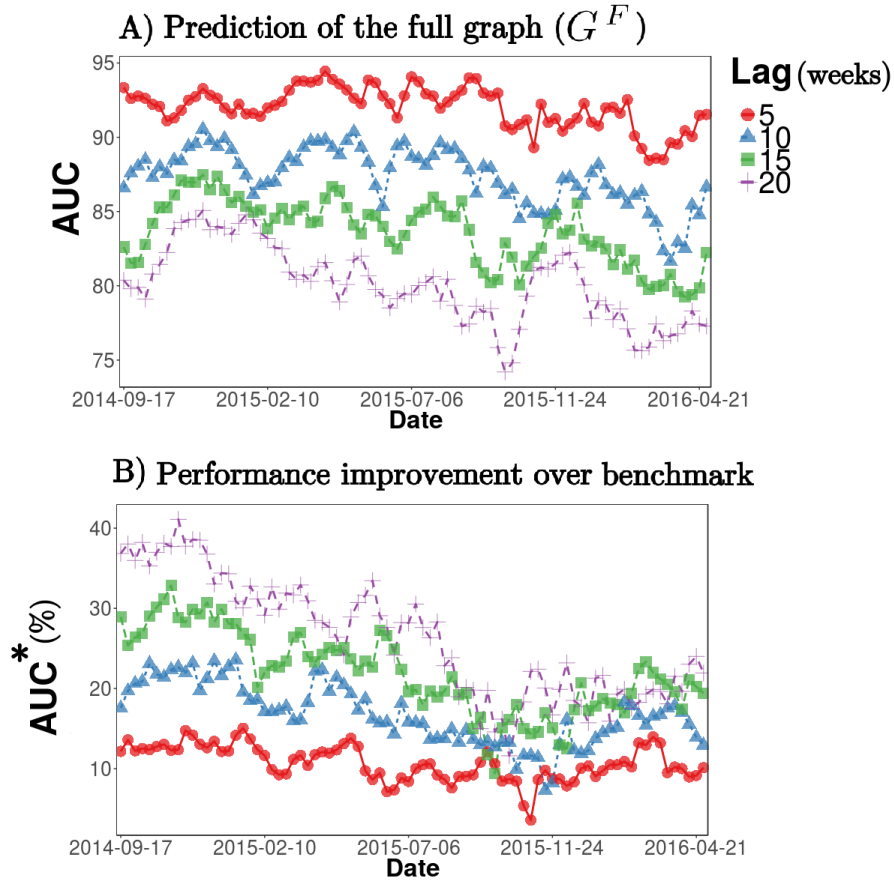 A) Prediction of the full graph (G^F)
Lag (weeks)
5
10
15
20
AUC
95
90
85
80
75
2014-09-17 2015-02-10 2015-07-06 2015-11-24 2016-04-21
Date
B) Performance improvement over benchmark
AUC* (%)
40
30
20
10
2014-09-17 2015-02-10 2015-07-06 2015-11-24 2016-04-21
Date